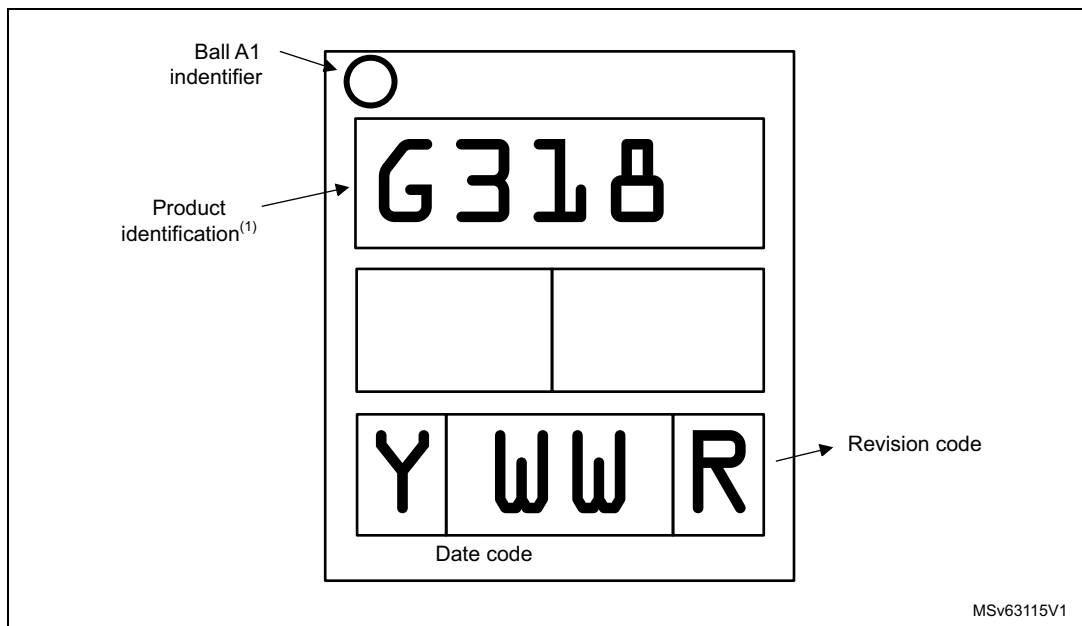 Ball A1
indentifier
G318
Product
identification(1)
Y WW R
Revision code
Date code
MSv63115V1